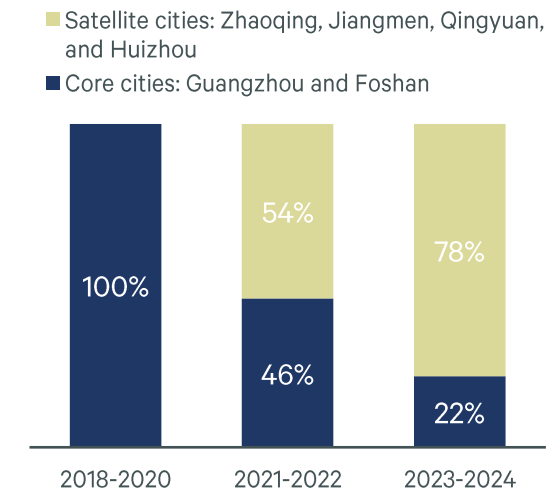 Satellite cities: Zhaoqing, Jiangmen, Qingyuan,
and Huizhou
Core cities: Guangzhou and Foshan
54%
78%
100%
46%
22%
2018-2020
2021-2022
2023-2024